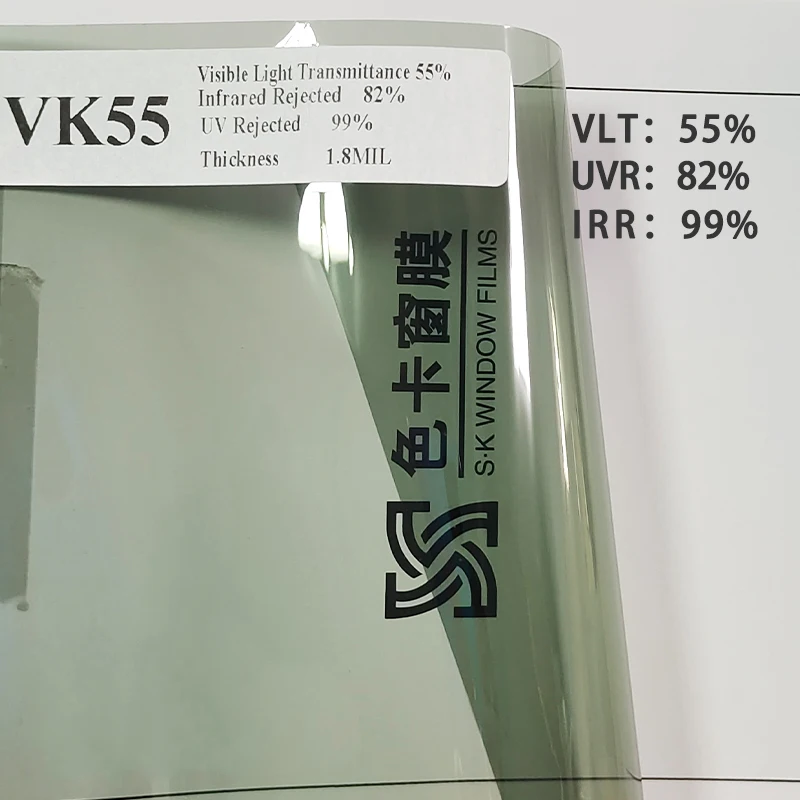 VK55
Visible Light Transmittance 55%
Infrared Rejected 82%
UV Rejected 99%
Thickness 1.8MIL
VLT: 55%
UVR: 82%
IRR: 99%
色卡窗膜
S·K WINDOW FILMS